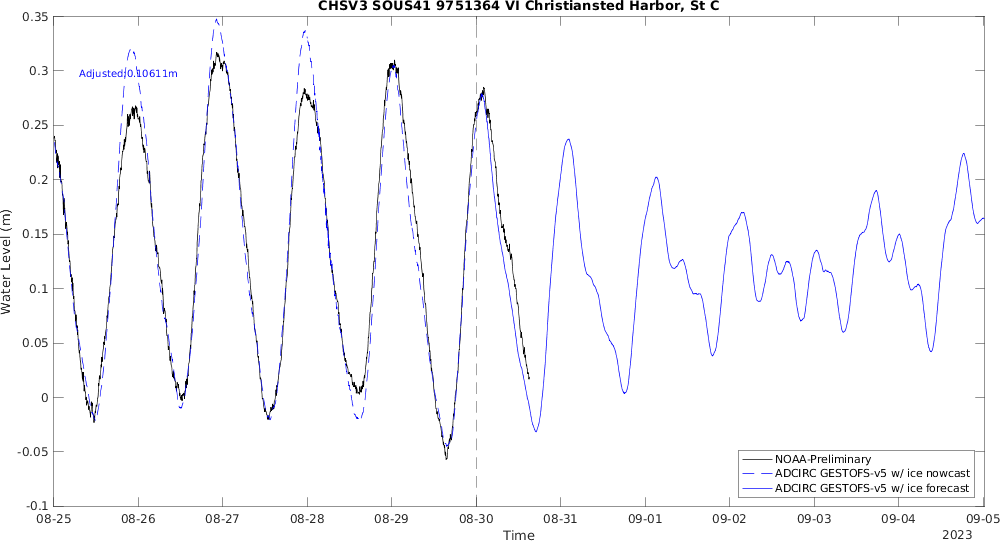 CHSV3 SOUS41 9751364 VI Christiansted Harbor, St C
0.35
0.3
0.25
0.2
0.15
0.1
0.05
0
-0.05
-0.1
Water Level (m)
Adjusted:0.10611m
NOAA-Preliminary
ADCIRC GESTOFS-v5 w/ ice nowcast
ADCIRC GESTOFS-v5 w/ ice forecast
08-25 08-26 08-27 08-28 08-29 08-30 08-31 09-01 09-02 09-03 09-04 09-05
Time
2023